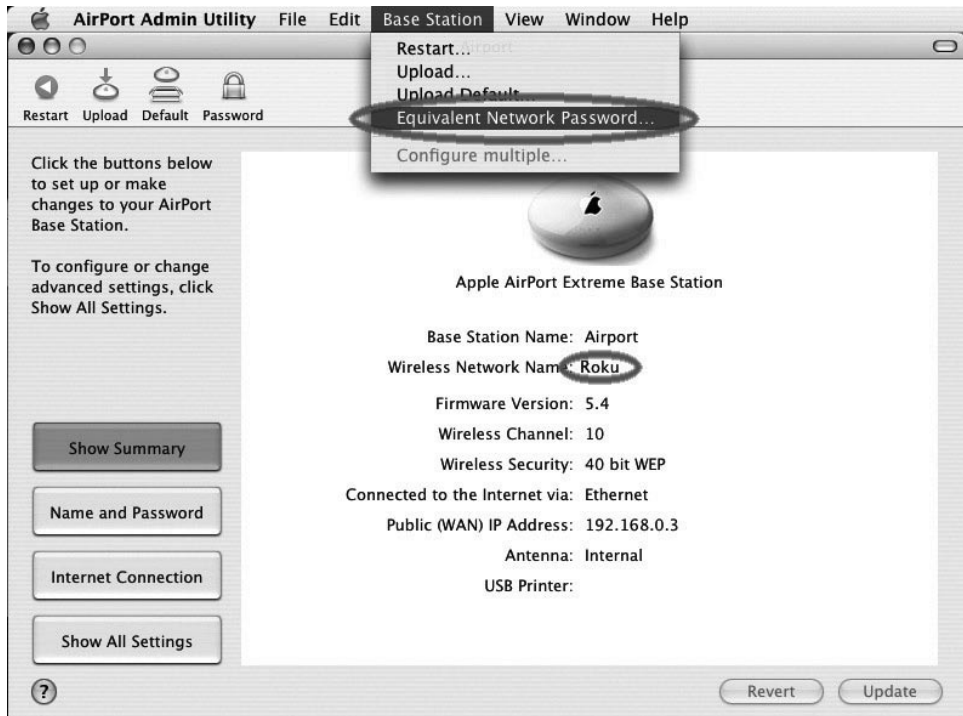 AirPort Admin Utility File Edit Base Station View Window Help
Restart...
Upload...
Upload Default...
Equivalent Network Password...
Configure multiple...
Restart Upload Default Password
Click the buttons below
to set up or make
changes to your AirPort
Base Station.
To configure or change
advanced settings, click
Show All Settings.
Show Summary
Name and Password
Internet Connection
Show All Settings
Apple AirPort Extreme Base Station
Base Station Name: Airport
Wireless Network Name: Roku
Firmware Version: 5.4
Wireless Channel: 10
Wireless Security: 40 bit WEP
Connected to the Internet via: Ethernet
Public (WAN) IP Address: 192.168.0.3
Antenna: Internal
USB Printer:
?
Revert Update